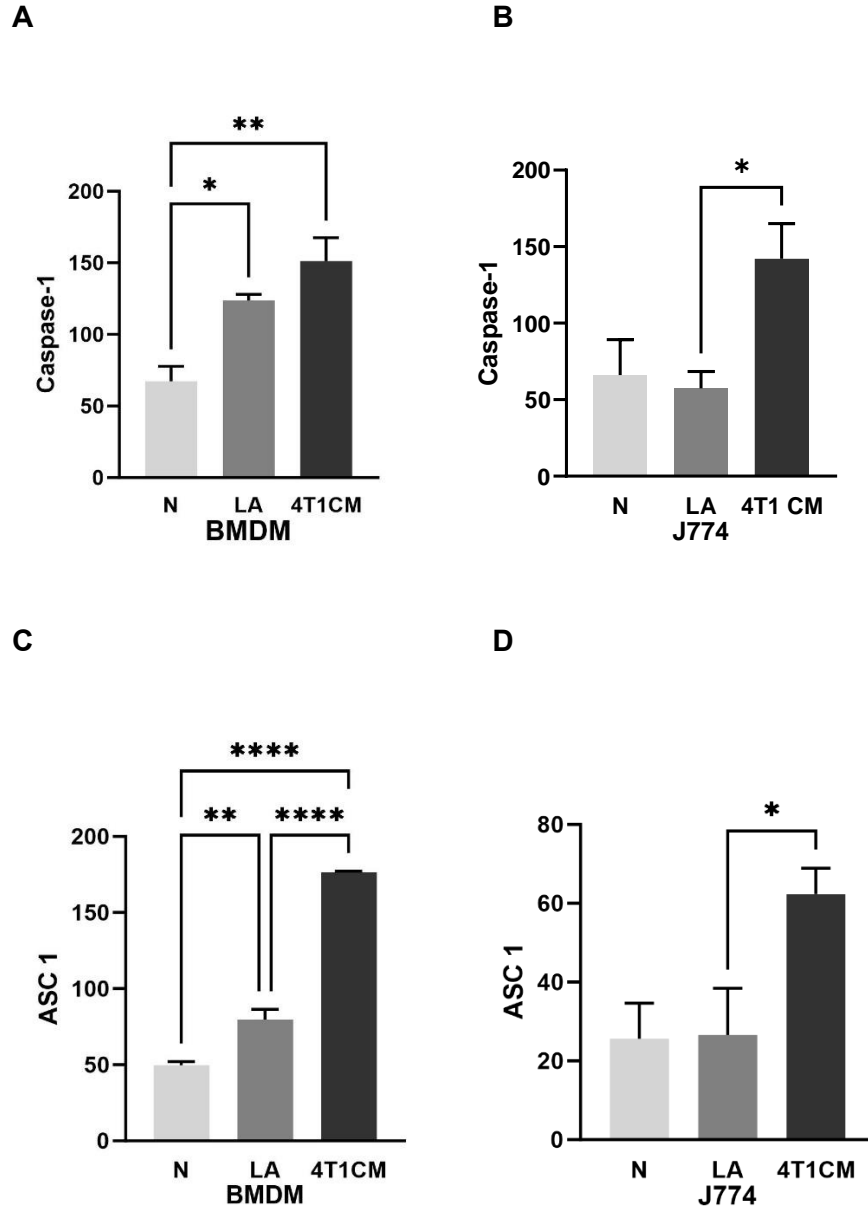 A
B
**
*
200
150
100
50
0
Caspase-1
N LA 4T1CM
BMDM
*
200
150
100
50
0
Caspase-1
N LA 4T1 CM
J774
C
D
****
** ****
200
150
100
50
0
ASC 1
N LA 4T1CM
BMDM
*
80
60
40
20
0
ASC 1
N LA 4T1CM
J774